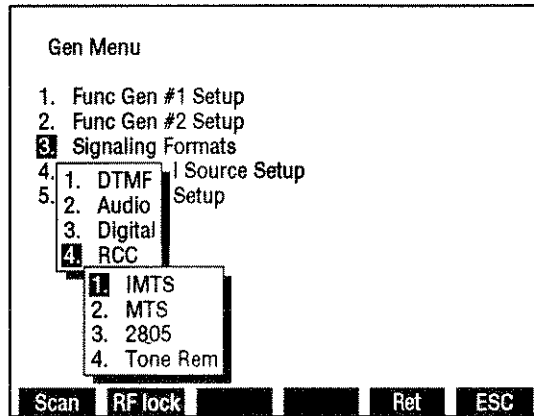 Gen Menu
1. Func Gen #1 Setup
2. Func Gen #2 Setup
3. Signaling Formats
4. l Source Setup
5. Setup
1. DTMF
2. Audio
3. Digital
4. RCC
1. IMTS
2. MTS
3. 2805
4. Tone Rem
Scan RF lock Ret ESC